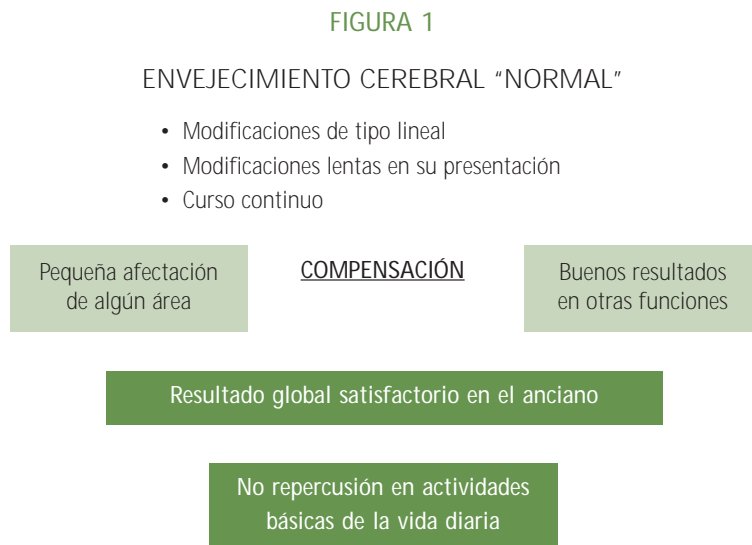 FIGURA 1
ENVEJECIMIENTO CEREBRAL “NORMAL”
• Modificaciones de tipo lineal
• Modificaciones lentas en su presentación
• Curso continuo
Pequeña afectación
de algún área
COMPENSACIÓN
Buenos resultados
en otras funciones
Resultado global satisfactorio en el anciano
No repercusión en actividades
básicas de la vida diaria